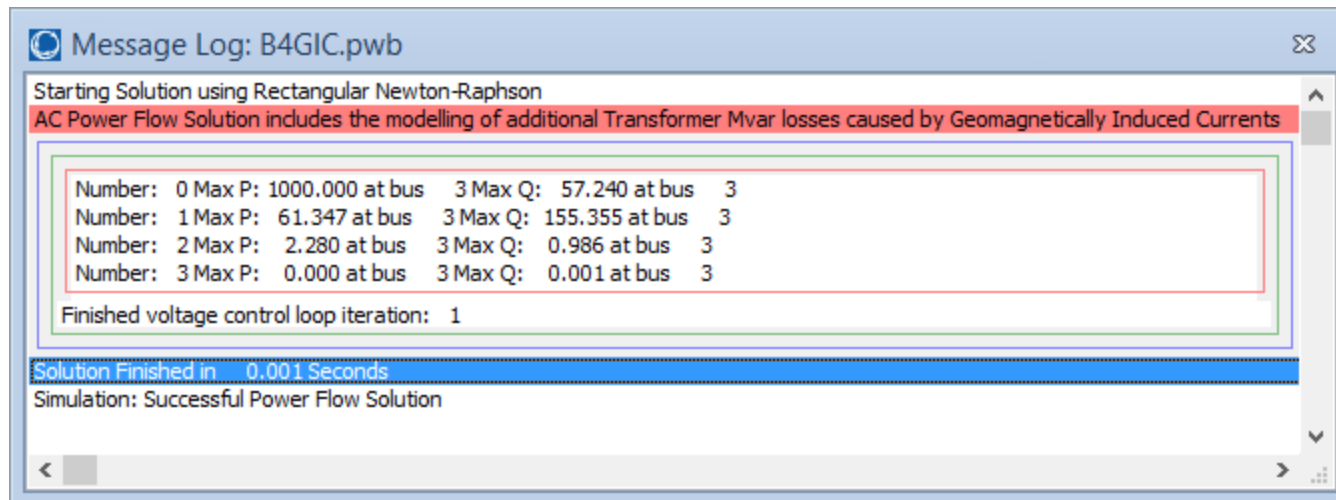 Message Log: B4GIC.pwb
Starting Solution using Rectangular Newton-Raphson
AC Power Flow Solution includes the modelling of additional Transformer Mvar losses caused by Geomagnetically Induced Currents
Number: 0 Max P: 1000.000 at bus 3 Max Q: 57.240 at bus 3
Number: 1 Max P: 61.347 at bus 3 Max Q: 155.355 at bus 3
Number: 2 Max P: 2.280 at bus 3 Max Q: 0.986 at bus 3
Number: 3 Max P: 0.000 at bus 3 Max Q: 0.001 at bus 3
Finished voltage control loop iteration: 1
Solution Finished in 0.001 Seconds
Simulation: Successful Power Flow Solution